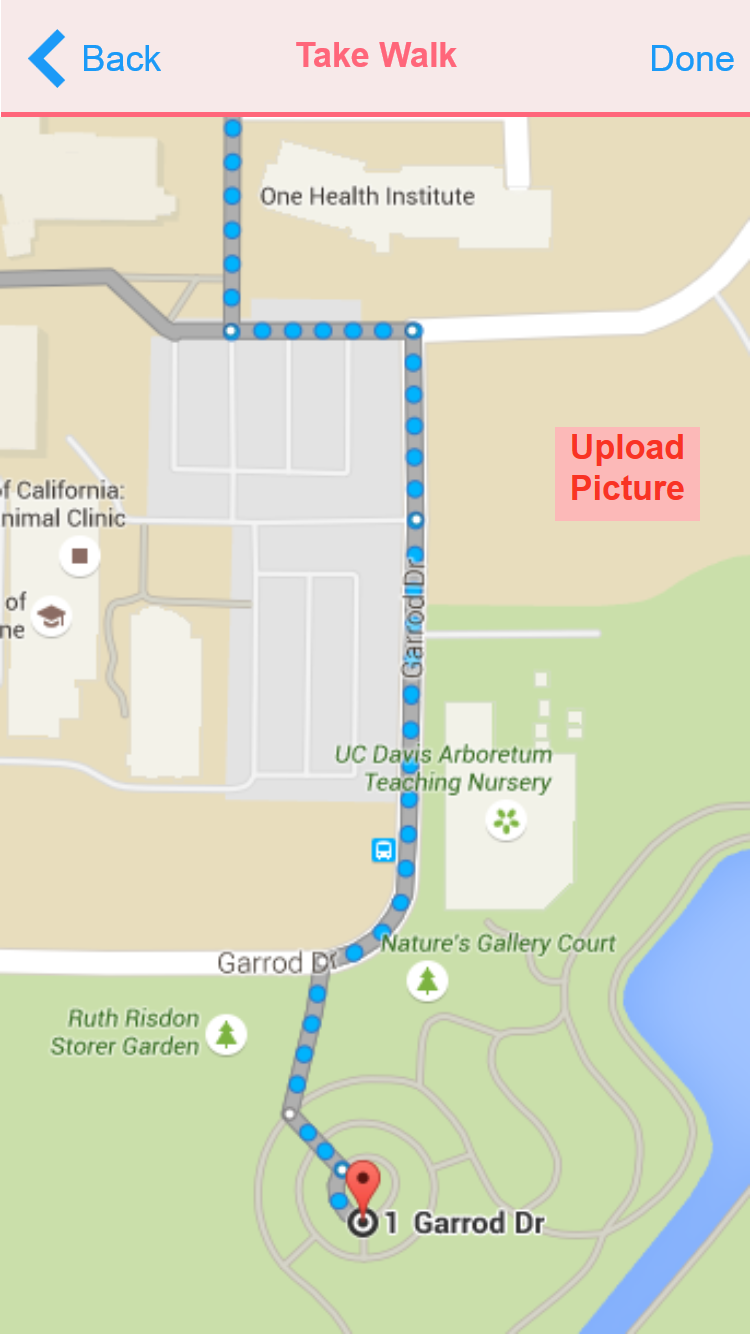 Back
Take Walk
Done
One Health Institute
Upload
Picture
of California:
nimal Clinic
of
ne
Garrod Dr
UC Davis Arboretum
Teaching Nursery
Nature's Gallery Court
Garrod Dr
Ruth Risdon
Storer Garden
1 Garrod Dr